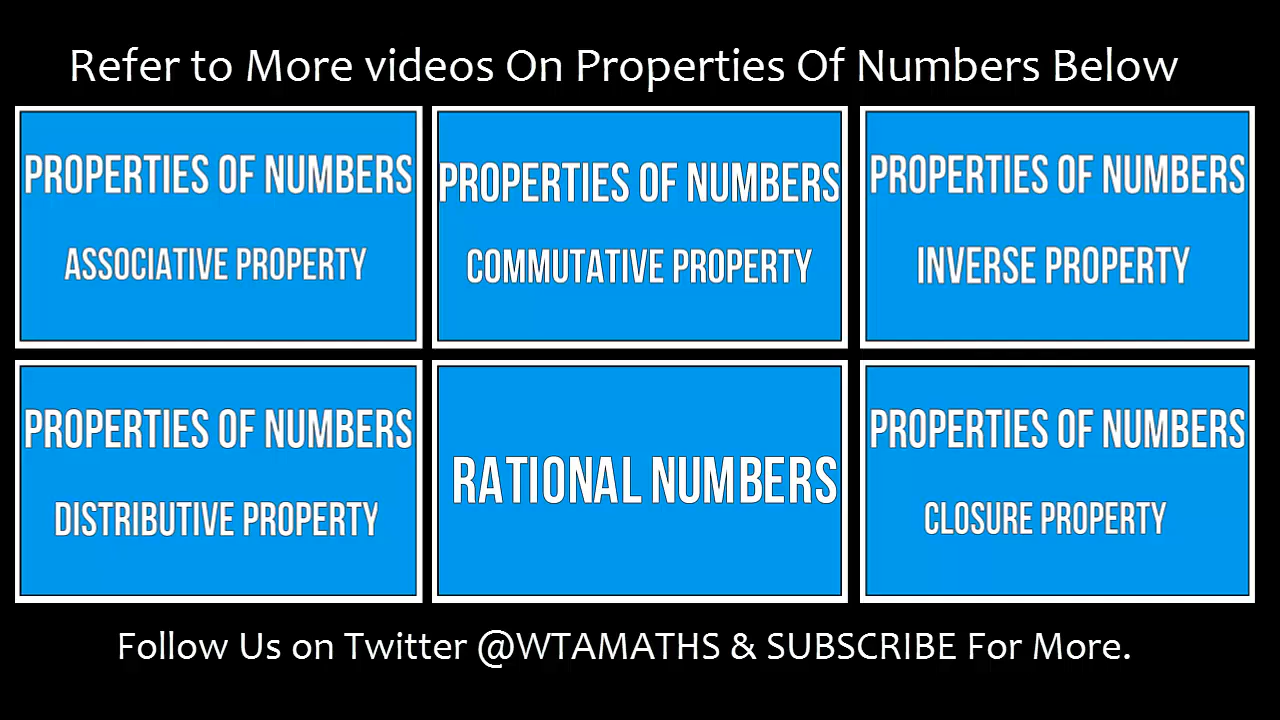 Refer to More videos On Properties Of Numbers Below
PROPERTIES OF NUMBERS
ASSOCIATIVE PROPERTY
PROPERTIES OF NUMBERS
COMMUTATIVE PROPERTY
PROPERTIES OF NUMBERS
INVERSE PROPERTY
PROPERTIES OF NUMBERS
DISTRIBUTIVE PROPERTY
RATIONAL NUMBERS
PROPERTIES OF NUMBERS
CLOSURE PROPERTY
Follow Us on Twitter @WTAMATHS & SUBSCRIBE For More.